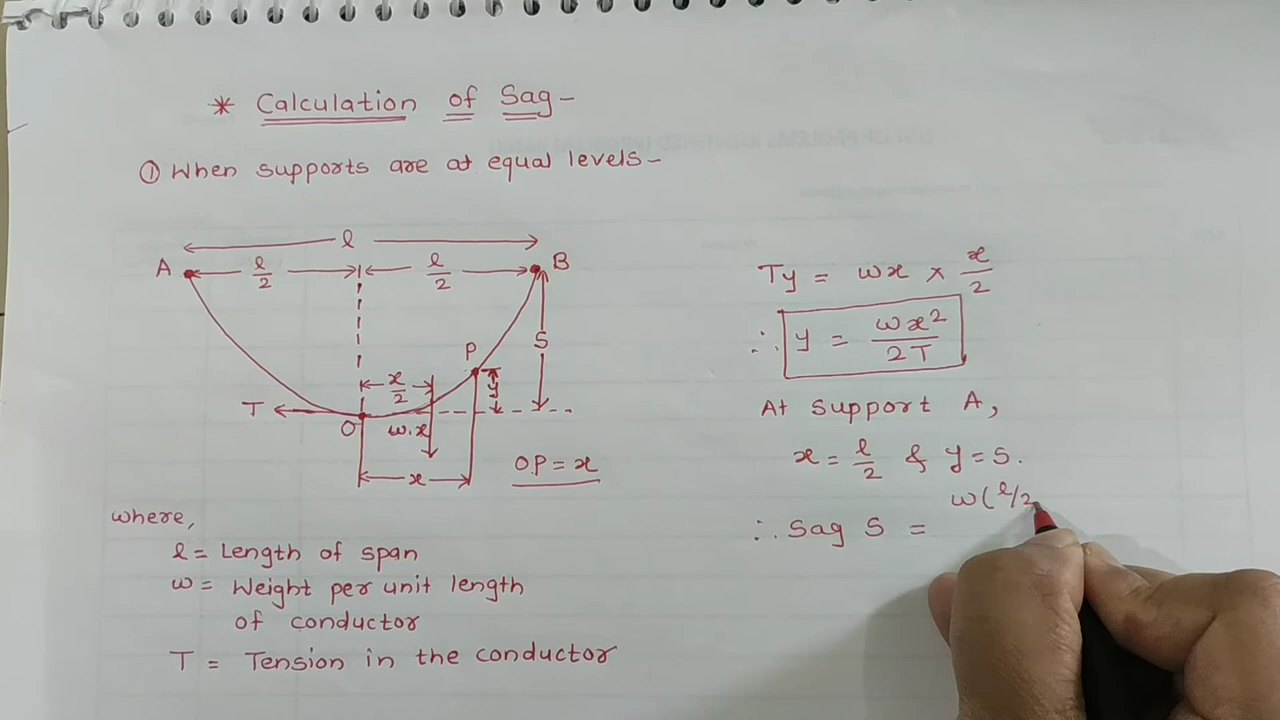 * Calculation of Sag-
① When supports are at equal levels-
l
A l/2 l/2 B
S
P
x/2 y
T
O w.x
x
O.P = x
where,
l = Length of span
w = Weight per unit length
of conductor
T = Tension in the conductor
Ty = wx × x/2
∴ y = wx²/2T
At support A,
x = l/2 & y = s.
∴ Sag S = w(l/2